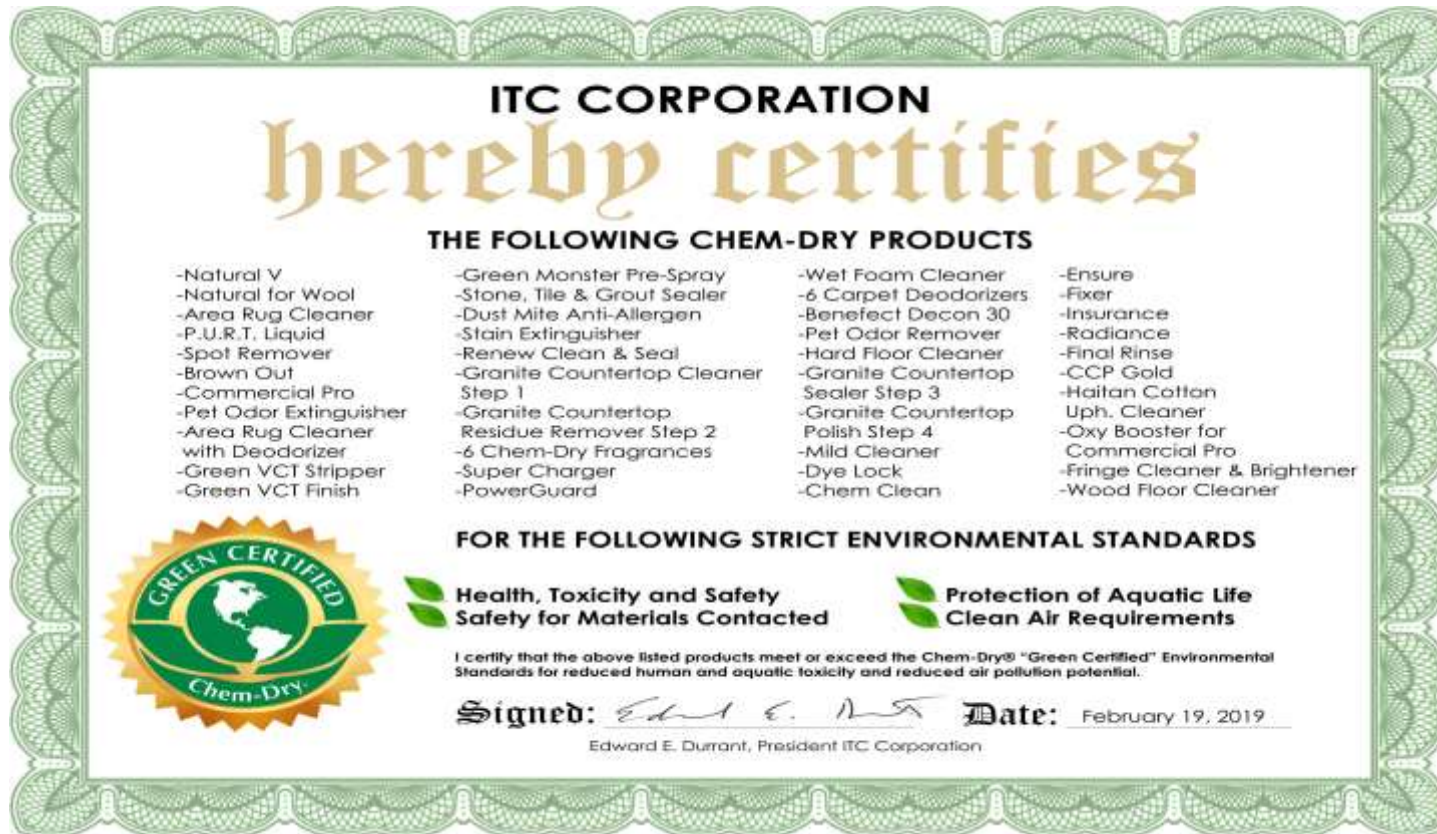 ITC CORPORATION
hereby certifies
THE FOLLOWING CHEM-DRY PRODUCTS
-Natural V
-Natural for Wool
-Area Rug Cleaner
-P.U.R.T. Liquid
-Spot Remover
-Brown Out
-Commercial Pro
-Pet Odor Extinguisher
-Area Rug Cleaner
with Deodorizer
-Green VCT Stripper
-Green VCT Finish
-Green Monster Pre-Spray
-Stone, Tile & Grout Sealer
-Dust Mite Anti-Allergen
-Stain Extinguisher
-Renew Clean & Seal
-Granite Countertop Cleaner
Step 1
-Granite Countertop
Residue Remover Step 2
-6 Chem-Dry Fragrances
-Super Charger
-PowerGuard
-Wet Foam Cleaner
-6 Carpet Deodorizers
-Benefect Decon 30
-Pet Odor Remover
-Hard Floor Cleaner
-Granite Countertop
Sealer Step 3
-Granite Countertop
Polish Step 4
-Mild Cleaner
-Dye Lock
-Chem Clean
-Ensure
-Fixer
-Insurance
-Radiance
-Final Rinse
-CCP Gold
-Haitan Cotton
Uph. Cleaner
-Oxy Booster for
Commercial Pro
-Fringe Cleaner & Brightener
-Wood Floor Cleaner
FOR THE FOLLOWING STRICT ENVIRONMENTAL STANDARDS
GREEN CERTIFIED
Chem-Dry
Health, Toxicity and Safety
Safety for Materials Contacted
Protection of Aquatic Life
Clean Air Requirements
I certify that the above listed products meet or exceed the Chem-Dry® "Green Certified" Environmental
Standards for reduced human and aquatic toxicity and reduced air pollution potential.
Signed: Date: February 19, 2019
Edward E. Durrant, President ITC Corporation